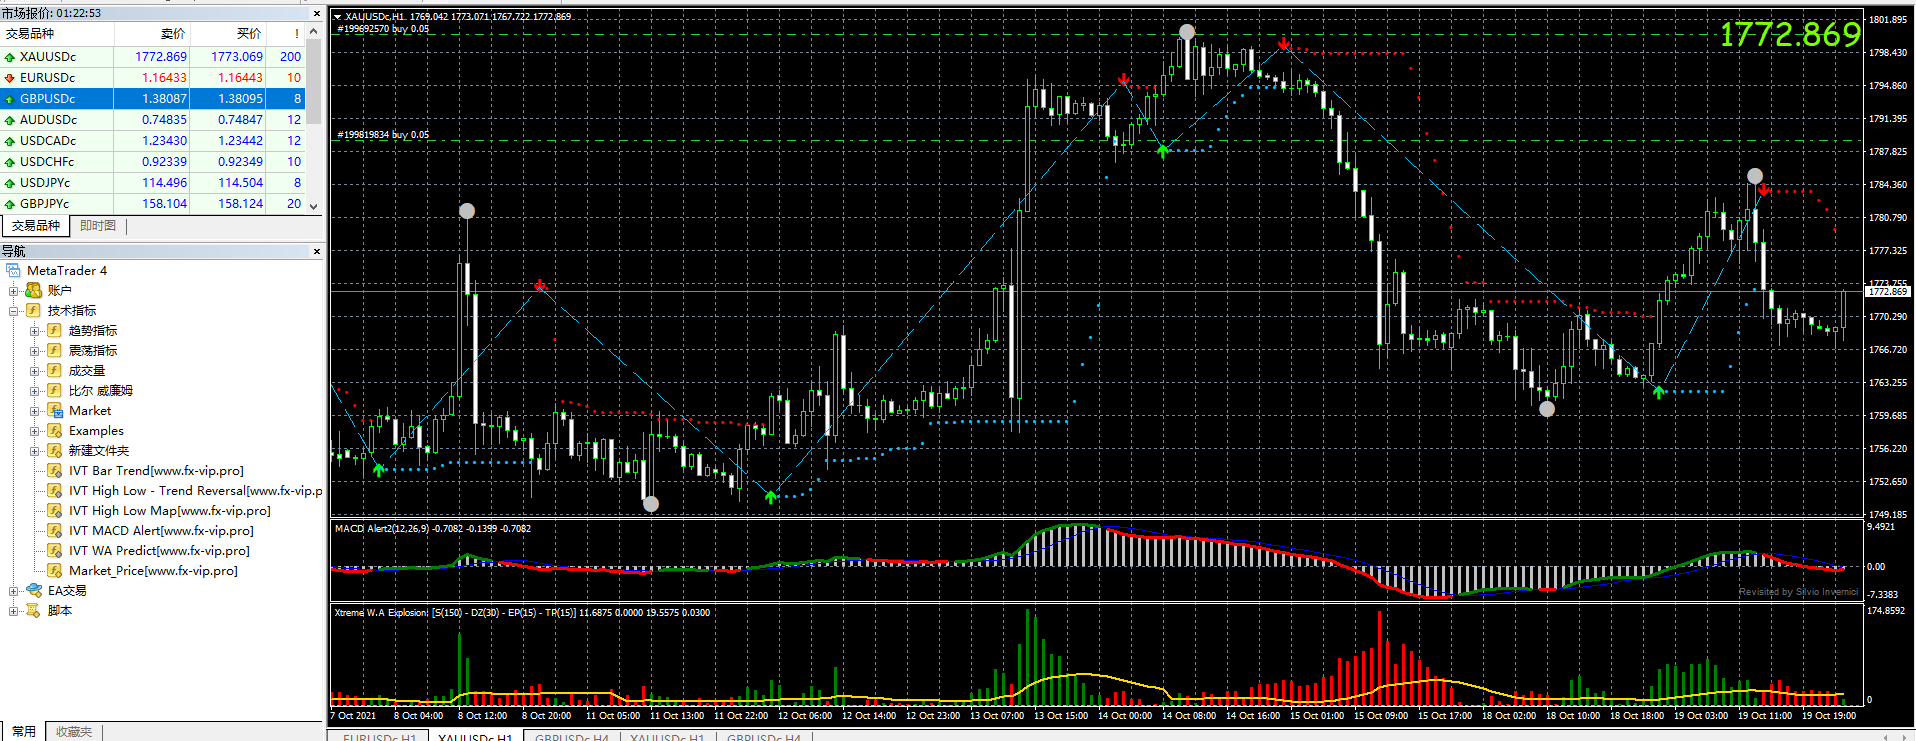 市场报价: 01:22:53
交易品种 卖价 买价 !
XAUUSDc 1772.869 1773.069 200
EURUSDc 1.16433 1.16443 10
GBPUSDc 1.38087 1.38095 8
AUDUSDc 0.74835 0.74847 12
USDCADc 1.23430 1.23442 12
USDCHFc 0.92339 0.92349 10
USDJPYc 114.496 114.504 8
GBPJPYc 158.104 158.124 20
交易品种 即时图
导航
MetaTrader 4
账户
技术指标
趋势指标
震荡指标
成交量
比尔 威廉姆
Market
Examples
新建文件夹
IVT Bar Trend[www.fx-vip.pro]
IVT High Low - Trend Reversal[www.fx-vip.p
IVT High Low Map[www.fx-vip.pro]
IVT MACD Alert[www.fx-vip.pro]
IVT WA Predict[www.fx-vip.pro]
Market_Price[www.fx-vip.pro]
EA交易
脚本
常用 收藏夹
XAUUSDc,H1 1769.042 1773.071 1767.722 1772.869
#199692570 buy 0.05
#199819834 buy 0.05
1772.869
1801.895
1798.430
1794.860
1791.395
1787.825
1784.360
1780.790
1777.325
1773.755
1772.869
1770.290
1766.720
1763.255
1759.685
1756.220
1752.650
1749.185
MACD Alert2(12,26,9) -0.7082 -0.1399 -0.7082
9.4921
0.00
-7.3383
Revisited by Silvio Invernici
Xtreme W.A Explosion: [S(150) - DZ(30) - EP(15) - TP(15)] 11.6875 0.0000 19.5575 0.0300
174.8592
0
7 Oct 2021 8 Oct 04:00 8 Oct 12:00 8 Oct 20:00 11 Oct 05:00 11 Oct 13:00 11 Oct 22:00 12 Oct 06:00 12 Oct 14:00 12 Oct 23:00 13 Oct 07:00 13 Oct 15:00 14 Oct 00:00 14 Oct 08:00 14 Oct 16:00 15 Oct 01:00 15 Oct 09:00 15 Oct 17:00 18 Oct 02:00 18 Oct 10:00 18 Oct 18:00 19 Oct 03:00 19 Oct 11:00 19 Oct 19:00
EURUSDc,H1 XAUUSDc,H1 GBPUSDc,H4 XAUUSDc,H1 GBPUSDc,H4